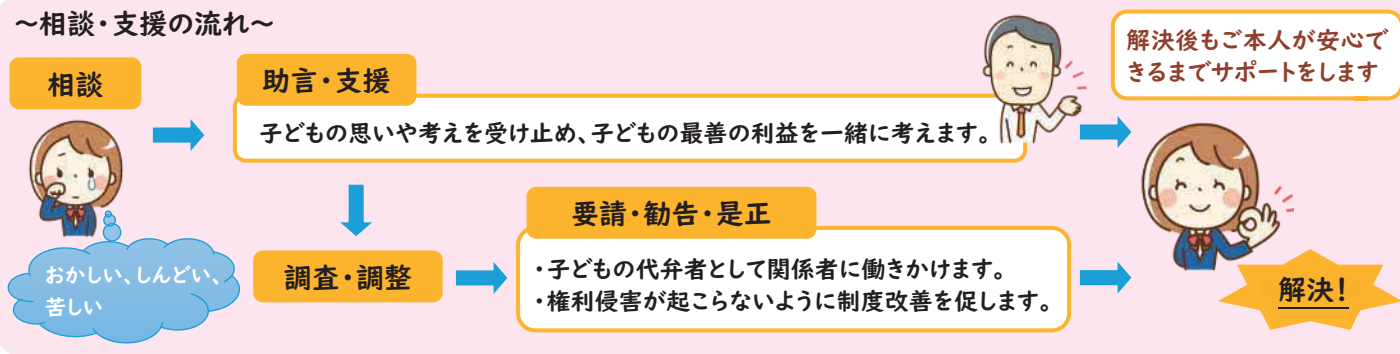 ～相談・支援の流れ～
相談
おかしい、しんどい、
苦しい
助言・支援
子どもの思いや考えを受け止め、子どもの最善の利益を一緒に考えます。
調査・調整
要請・勧告・是正
・子どもの代弁者として関係者に働きかけます。
・権利侵害が起こらないように制度改善を促します。
解決後もご本人が安心で
きるまでサポートをします
解決！